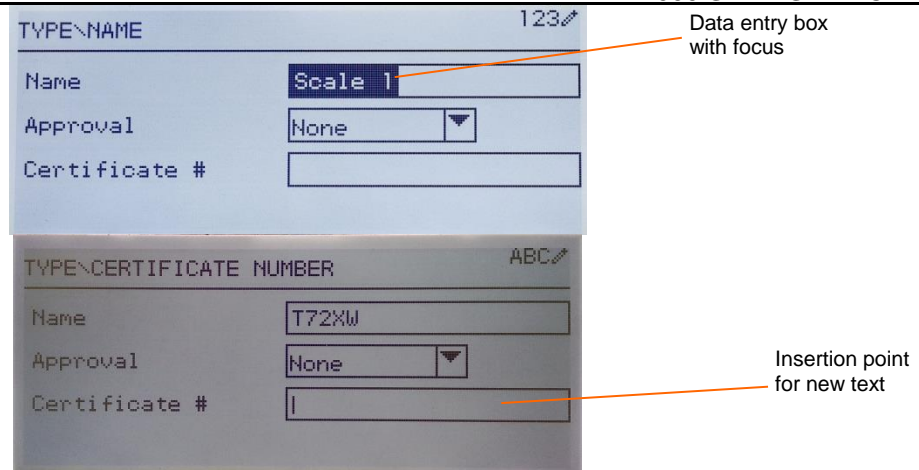 TYPE\NAME 123
Data entry box
with focus
Name Scale 1
Approval None
Certificate #
TYPE\CERTIFICATE NUMBER ABC
Name T72XW
Approval None
Certificate #
Insertion point
for new text